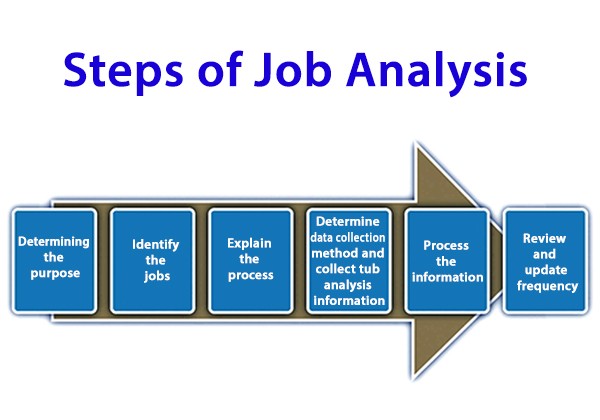 Steps of Job Analysis
Determining
the
purpose
Identify
the
jobs
Explain
the
process
Determine
data collection
method and
collect tub
analysis
information
Process
the
information
Review
and
update
frequency